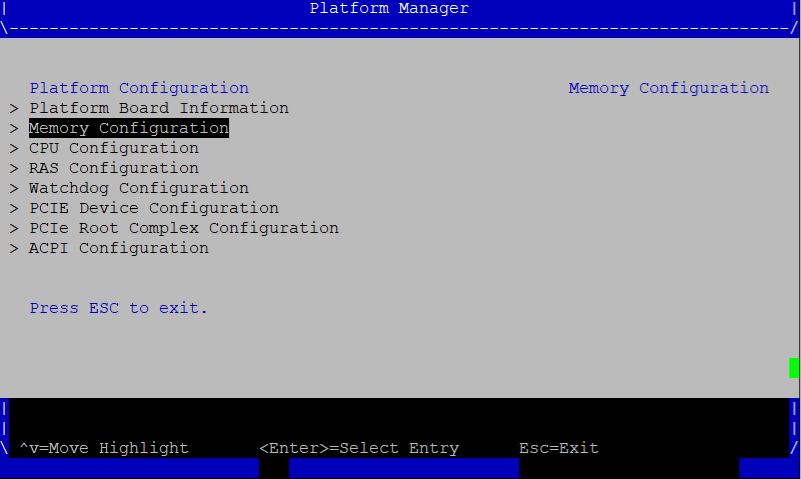 Platform Manager
Platform Configuration Memory Configuration
> Platform Board Information
> Memory Configuration
> CPU Configuration
> RAS Configuration
> Watchdog Configuration
> PCIE Device Configuration
> PCIe Root Complex Configuration
> ACPI Configuration
Press ESC to exit.
^v=Move Highlight <Enter>=Select Entry Esc=Exit